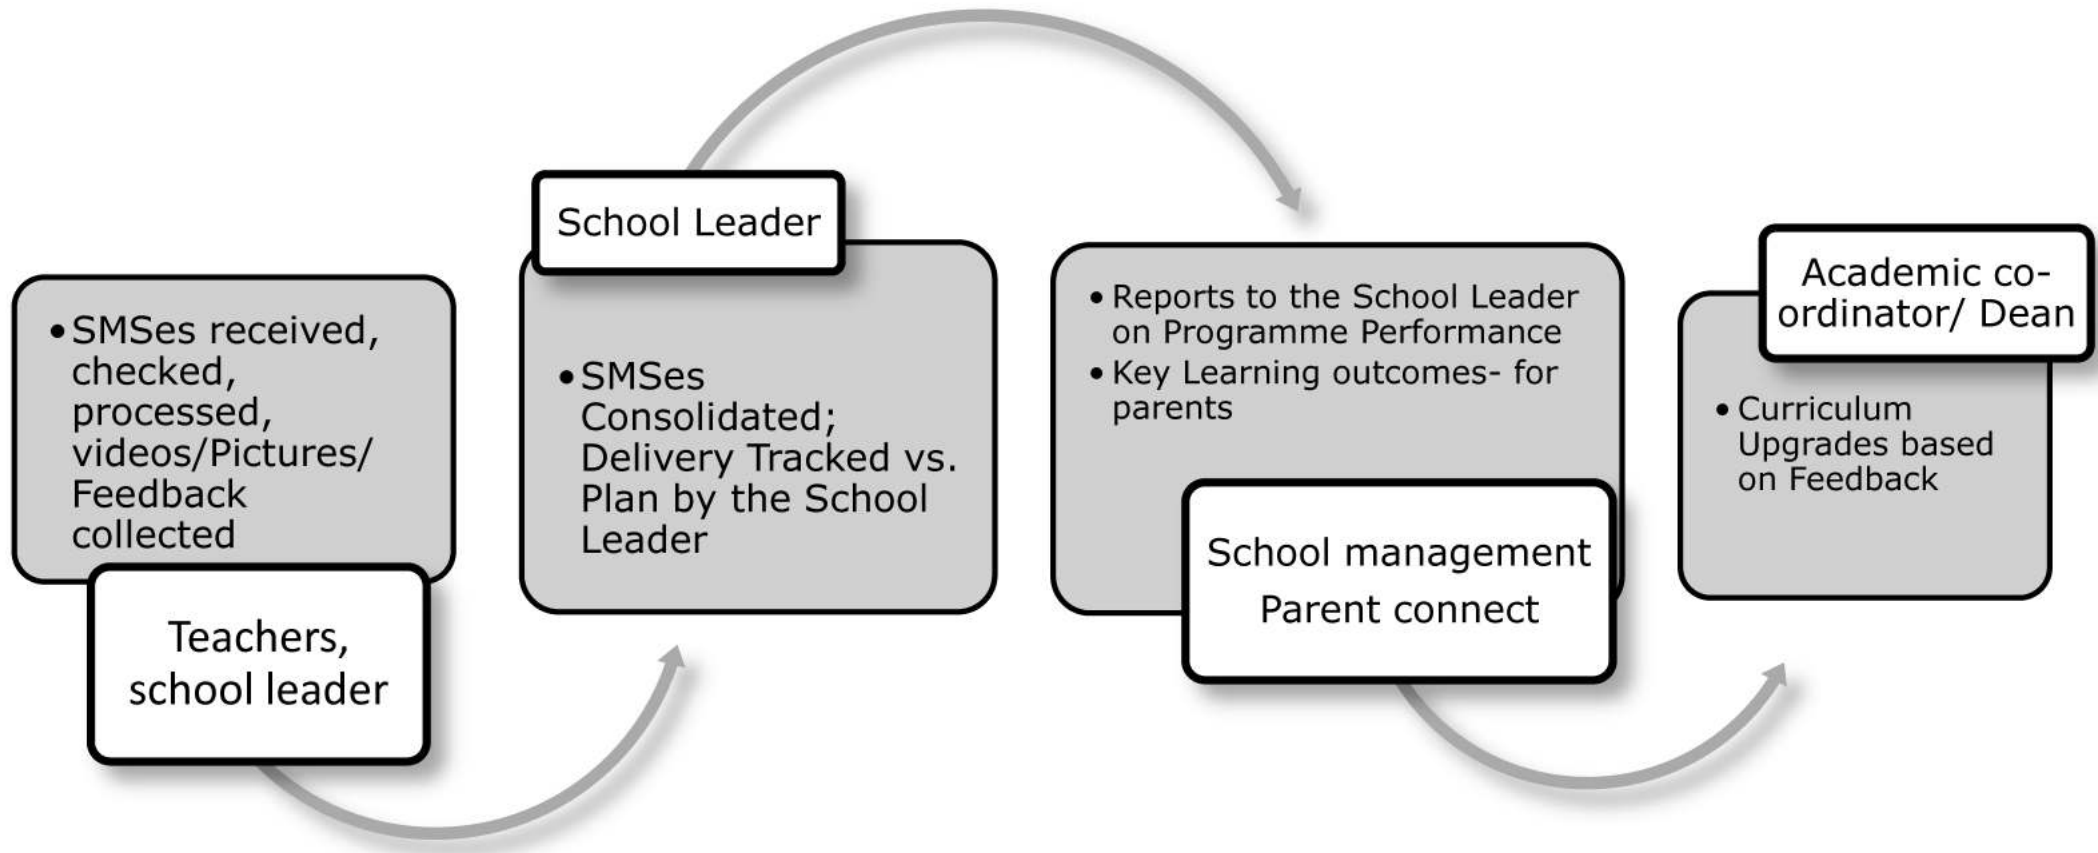 • SMSes received,
checked,
processed,
videos/Pictures/
Feedback
collected
Teachers,
school leader
School Leader
• SMSes
Consolidated;
Delivery Tracked vs.
Plan by the School
Leader
• Reports to the School Leader
on Programme Performance
• Key Learning outcomes- for
parents
School management
Parent connect
Academic co-
ordinator/ Dean
• Curriculum
Upgrades based
on Feedback